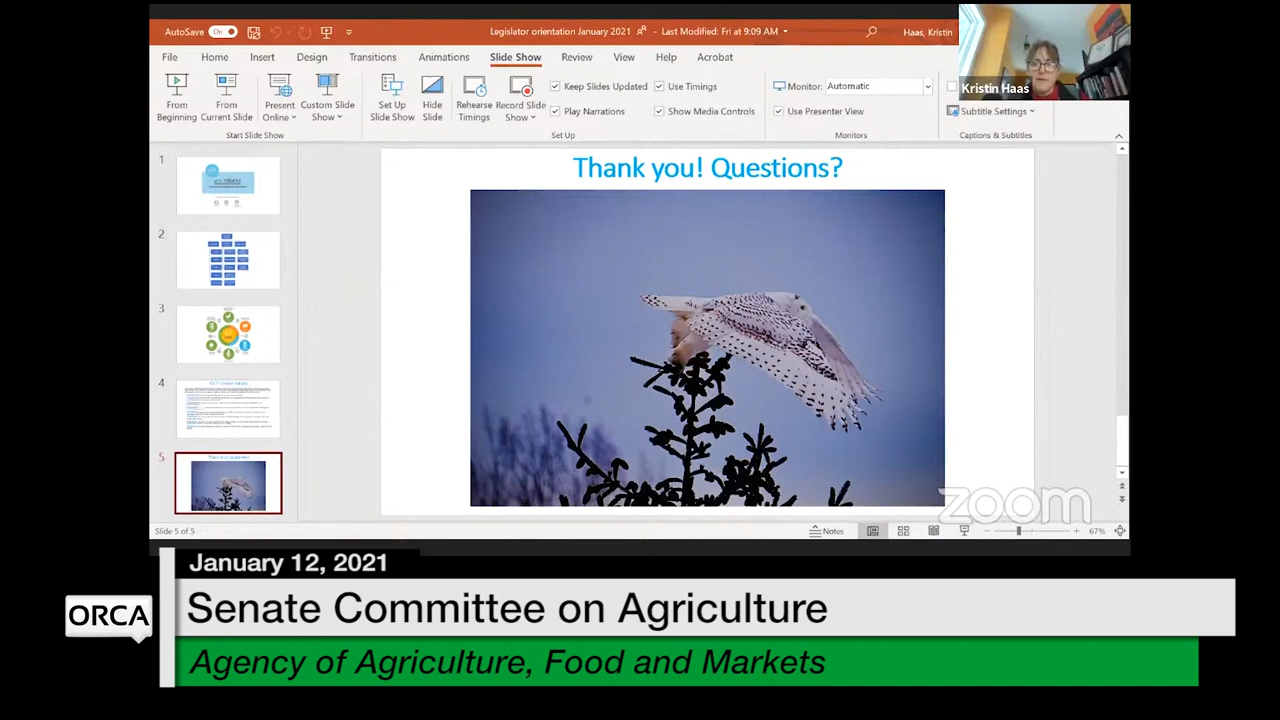 AutoSave On
Legislator orientation January 2021 - Last Modified: Fri at 9:09 AM
Haas, Kristin
File Home Insert Design Transitions Animations Slide Show Review View Help Acrobat
From Beginning
From Current Slide
Present Online
Custom Slide Show
Start Slide Show
Set Up Slide Show
Hide Slide
Rehearse Timings
Record Slide Show
Keep Slides Updated
Play Narrations
Use Timings
Show Media Controls
Set Up
Monitor: Automatic
Use Presenter View
Monitors
Subtitle Settings
Captions & Subtitles
Kristin Haas
1
2
3
4
5
Thank you! Questions?
zoom
Slide 5 of 5
Notes
67%
January 12, 2021
ORCA
Senate Committee on Agriculture
Agency of Agriculture, Food and Markets